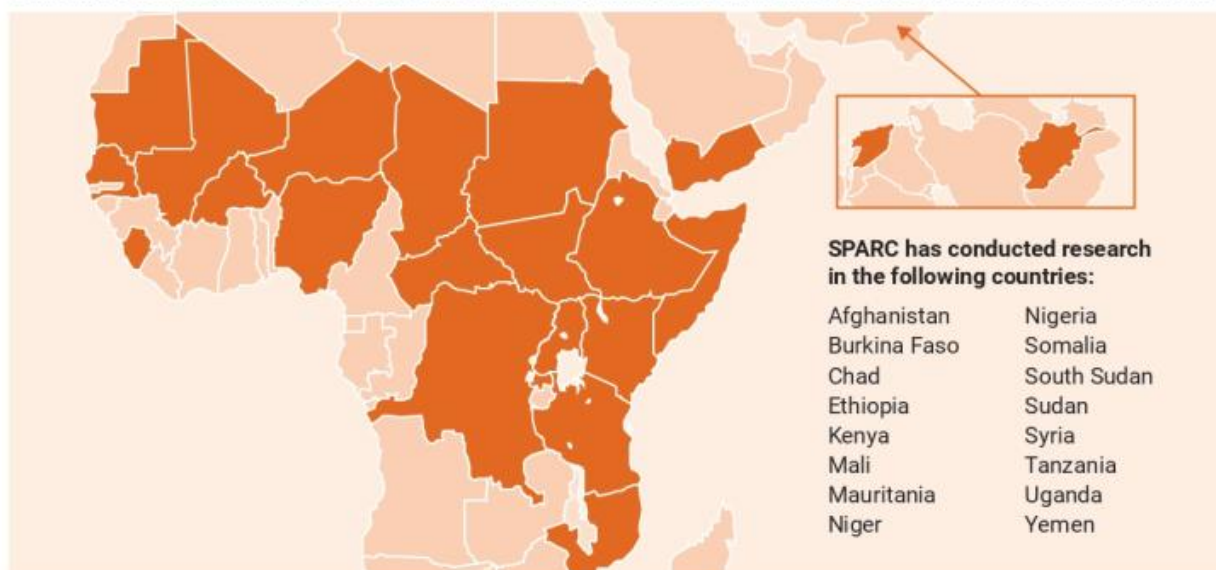 SPARC has conducted research
in the following countries:
Afghanistan
Burkina Faso
Chad
Ethiopia
Kenya
Mali
Mauritania
Niger
Nigeria
Somalia
South Sudan
Sudan
Syria
Tanzania
Uganda
Yemen